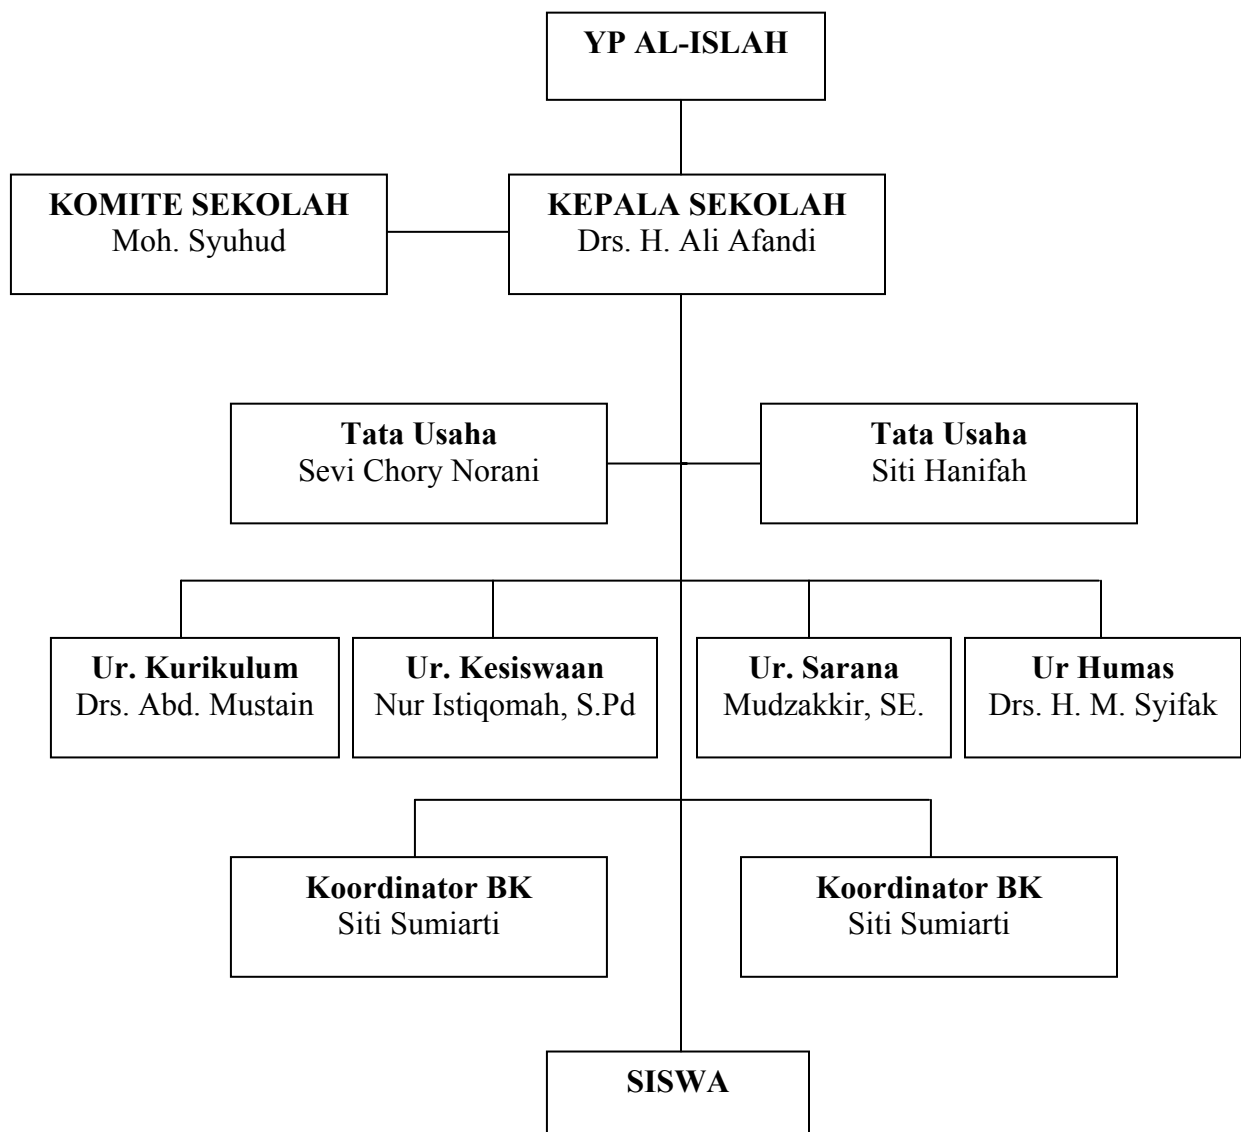 YP AL-ISLAH
KOMITE SEKOLAH
Moh. Syuhud
KEPALA SEKOLAH
Drs. H. Ali Afandi
Tata Usaha
Sevi Chory Norani
Tata Usaha
Siti Hanifah
Ur. Kurikulum
Drs. Abd. Mustain
Ur. Kesiswaan
Nur Istiqomah, S.Pd
Ur. Sarana
Mudzakkir, SE.
Ur Humas
Drs. H. M. Syifak
Koordinator BK
Siti Sumiarti
Koordinator BK
Siti Sumiarti
SISWA